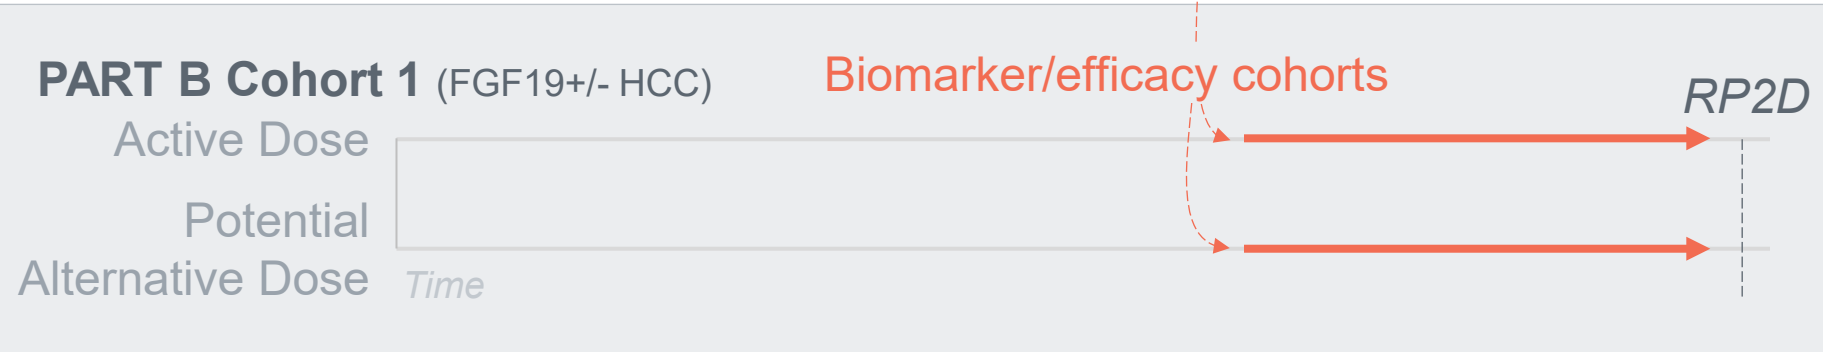 PART B Cohort 1 (FGF19+/- HCC)
Biomarker/efficacy cohorts
RP2D
Active Dose
Potential
Alternative Dose
Time